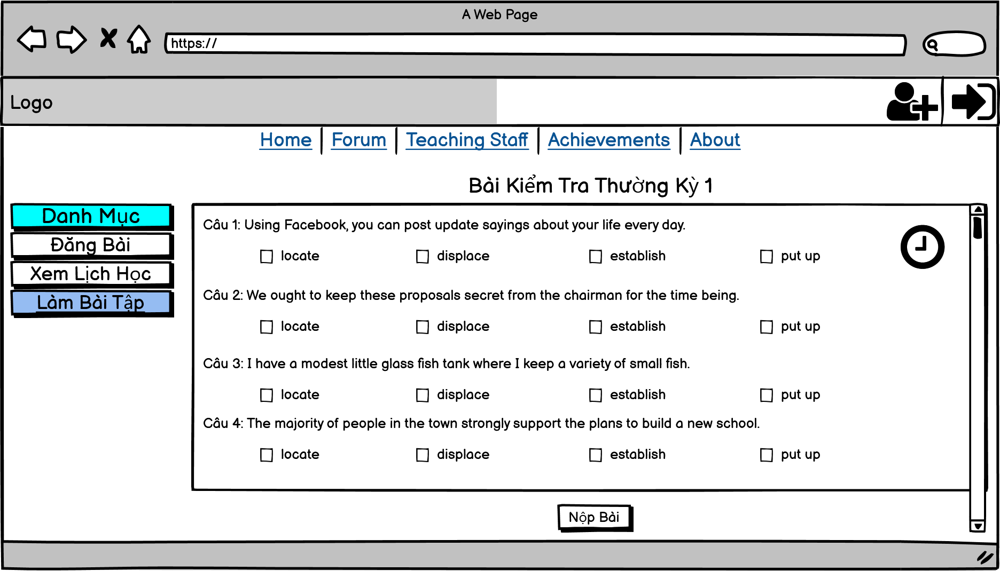 A Web Page
https://
Logo
Home Forum Teaching Staff Achievements About
Bài Kiểm Tra Thường Kỳ 1
Danh Mục
Đăng Bài
Xem Lịch Học
Làm Bài Tập
Câu 1: Using Facebook, you can post update sayings about your life every day.
locate displace establish put up
Câu 2: We ought to keep these proposals secret from the chairman for the time being.
locate displace establish put up
Câu 3: I have a modest little glass fish tank where I keep a variety of small fish.
locate displace establish put up
Câu 4: The majority of people in the town strongly support the plans to build a new school.
locate displace establish put up
Nộp Bài